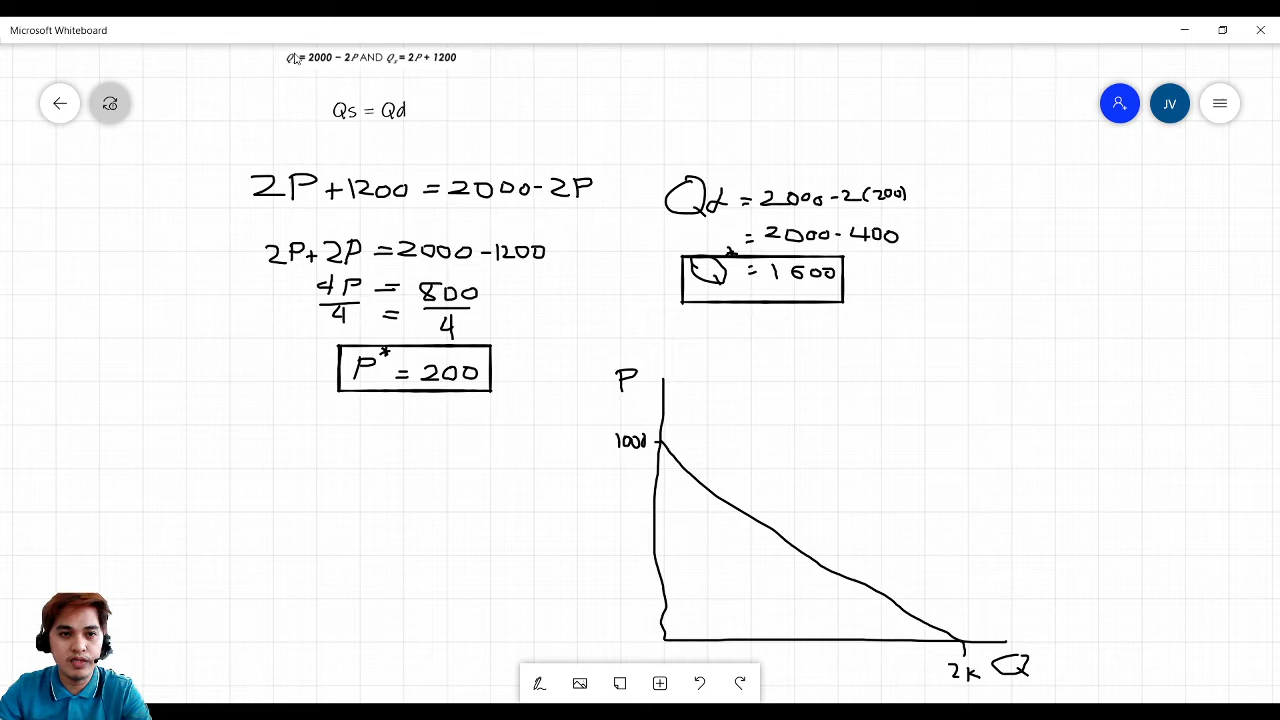 Microsoft Whiteboard
Qd = 2000 − 2P AND Qs = 2P + 1200
Qs = Qd
JV
2P + 1200 = 2000 - 2P
2P + 2P = 2000 - 1200
4P = 800
4 = 4
P* = 200
Qd = 2000 - 2(200)
= 2000 - 400
Q* = 1600
P
1000
2K Q